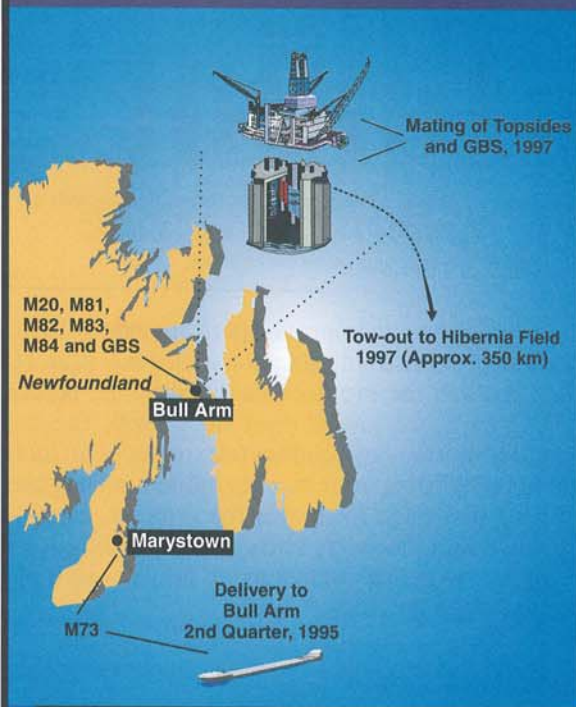 Mating of Topsides
and GBS, 1997
M20, M81,
M82, M83,
M84 and GBS
Tow-out to Hibernia Field
1997 (Approx. 350 km)
Newfoundland
Bull Arm
Marystown
Delivery to
Bull Arm
2nd Quarter, 1995
M73